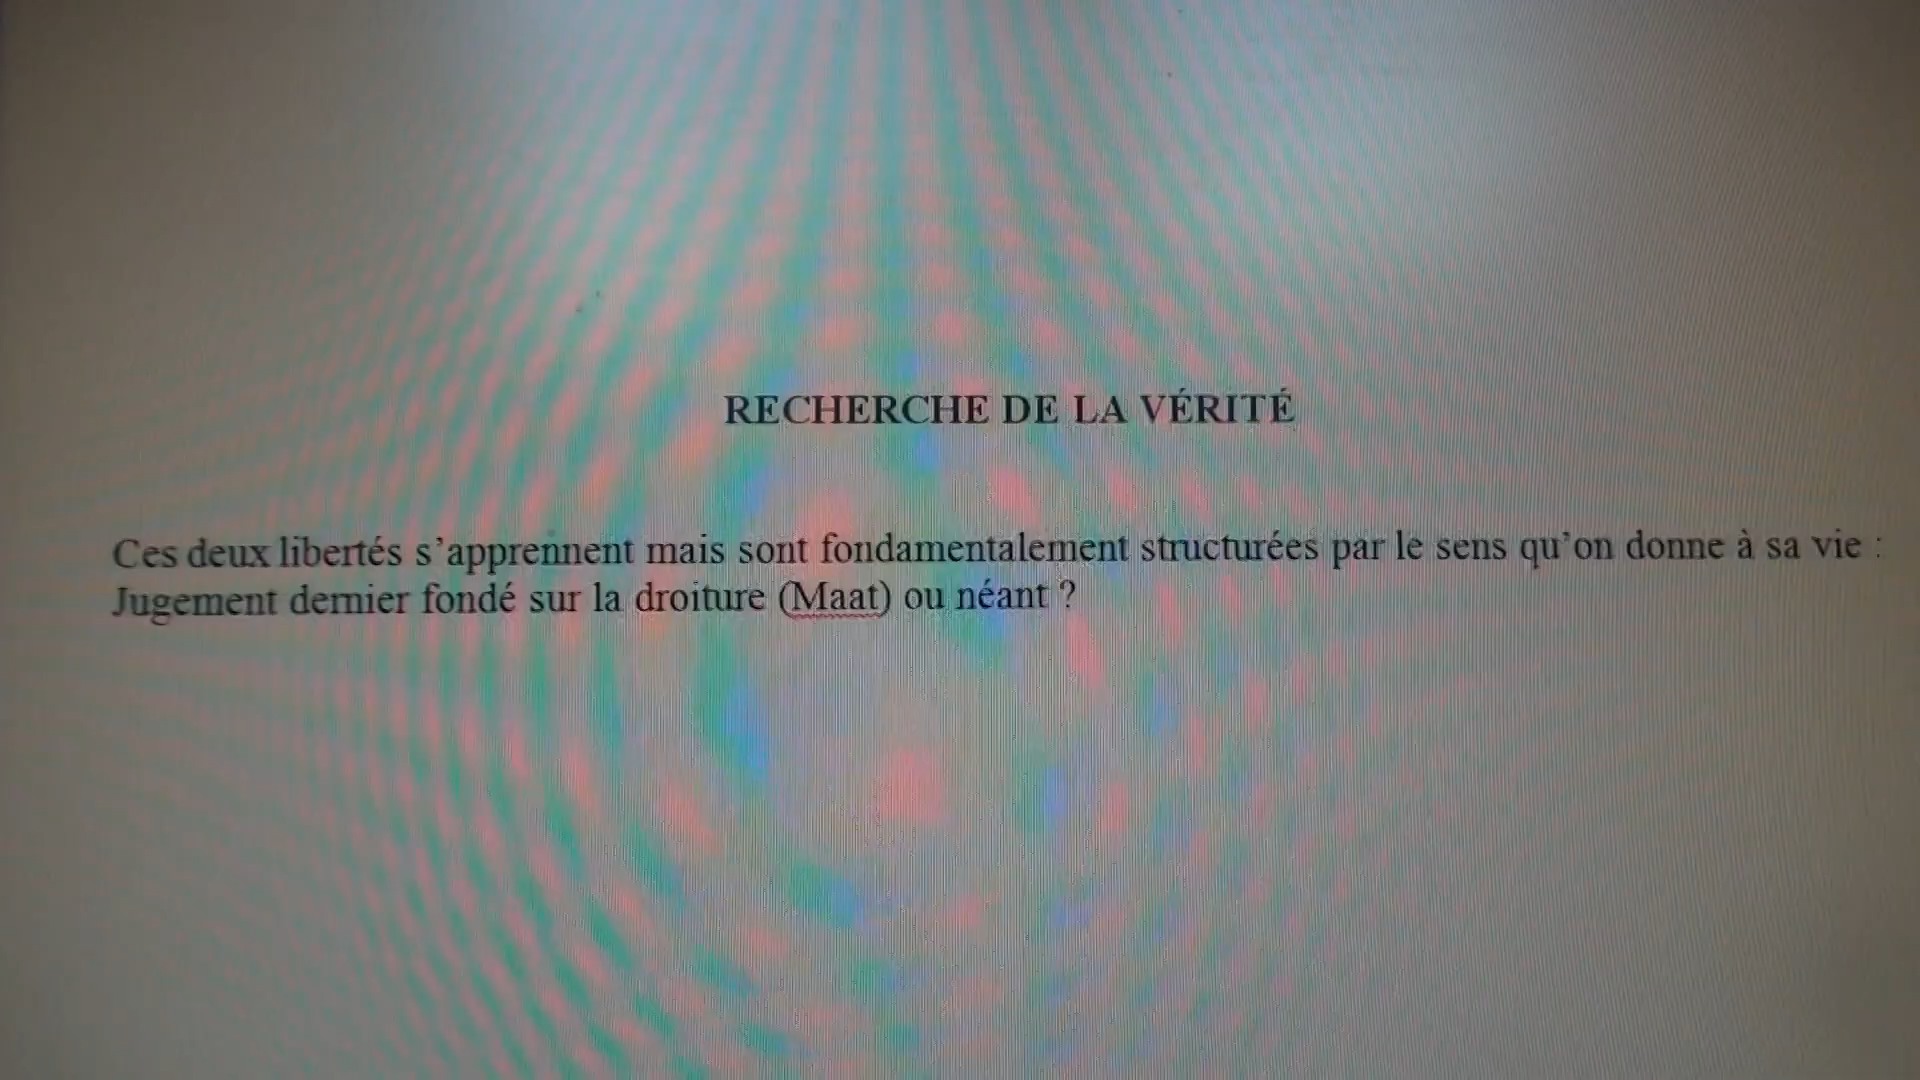 RECHERCHE DE LA VÉRITÉ
Ces deux libertés s’apprennent mais sont fondamentalement structurées par le sens qu’on donne à sa vie :
Jugement dernier fondé sur la droiture (Maat) ou néant ?